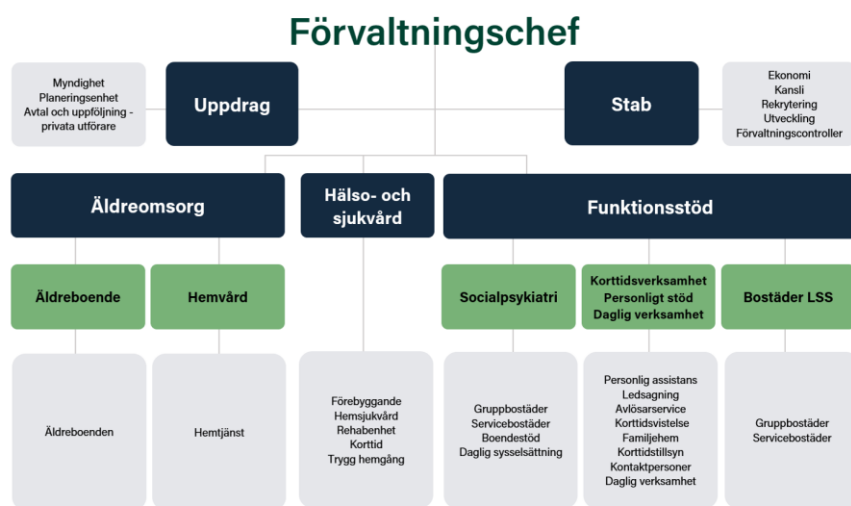 Förvaltningschef
Myndighet
Planeringsenhet
Avtal och uppföljning -
privata utförare
Uppdrag
Stab
Ekonomi
Kansli
Rekrytering
Utveckling
Förvaltningscontroller
Äldreomsorg
Hälso- och
sjukvård
Funktionsstöd
Äldreboende
Hemvård
Socialpsykiatri
Korttidsverksamhet
Personligt stöd
Daglig verksamhet
Bostäder LSS
Äldreboenden
Hemtjänst
Förebyggande
Hemsjukvård
Rehabenhet
Korttid
Trygg hemgång
Gruppbostäder
Servicebostäder
Boendestöd
Daglig sysselsättning
Personlig assistans
Ledsagning
Avlösarservice
Korttidsvistelse
Familjehem
Korttidstillsyn
Kontaktpersoner
Daglig verksamhet
Gruppbostäder
Servicebostäder